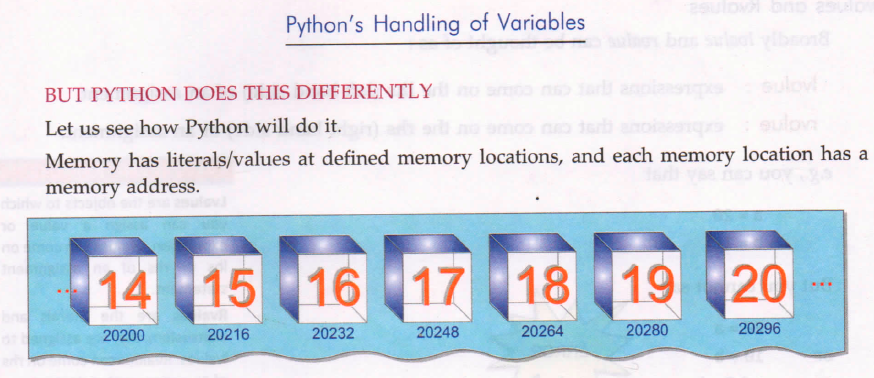 Python's Handling of Variables
BUT PYTHON DOES THIS DIFFERENTLY
Let us see how Python will do it.
Memory has literals/values at defined memory locations, and each memory location has a
memory address.
... 14 15 16 17 18 19 20 ...
20200 20216 20232 20248 20264 20280 20296